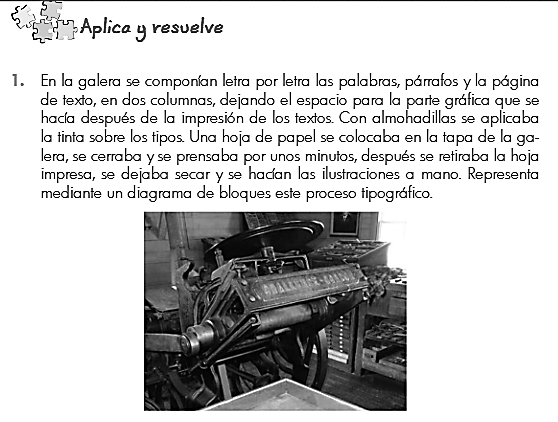 Aplica y resuelve
1. En la galera se componían letra por letra las palabras, párrafos y la página
de texto, en dos columnas, dejando el espacio para la parte gráfica que se
hacía después de la impresión de los textos. Con almohadillas se aplicaba
la tinta sobre los tipos. Una hoja de papel se colocaba en la tapa de la ga-
lera, se cerraba y se prensaba por unos minutos, después se retiraba la hoja
impresa, se dejaba secar y se hacían las ilustraciones a mano. Representa
mediante un diagrama de bloques este proceso tipográfico.